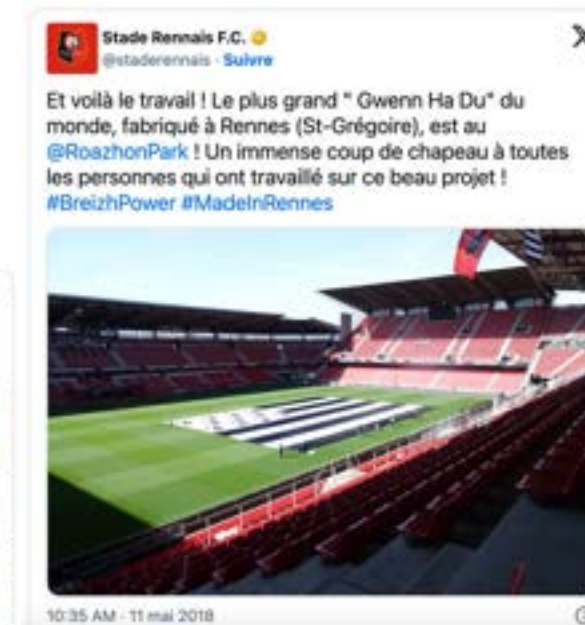 Stade Rennais F.C.
@staderennais · Suivre
Et voilà le travail ! Le plus grand " Gwenn Ha Du" du
monde, fabriqué à Rennes (St-Grégoire), est au
@RoazhonPark ! Un immense coup de chapeau à toutes
les personnes qui ont travaillé sur ce beau projet !
#BreizhPower #MadeInRennes
10:35 AM · 11 mai 2018